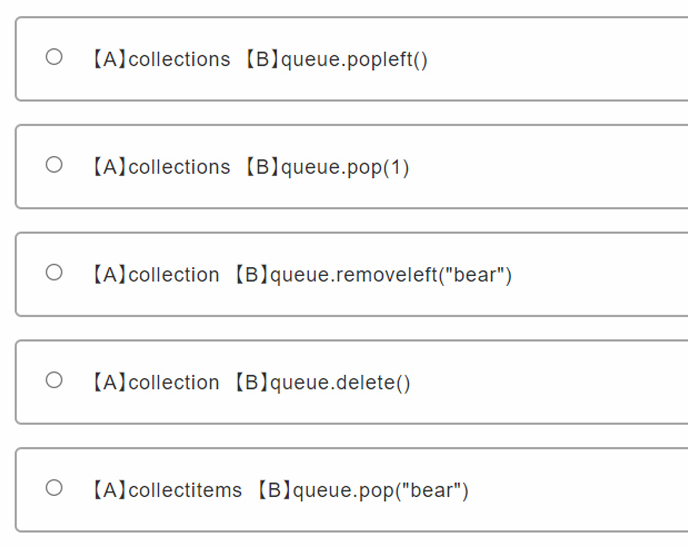 【A】collections 【B】queue.popleft()
【A】collections 【B】queue.pop(1)
【A】collection 【B】queue.removeleft("bear")
【A】collection 【B】queue.delete()
【A】collectitems 【B】queue.pop("bear")